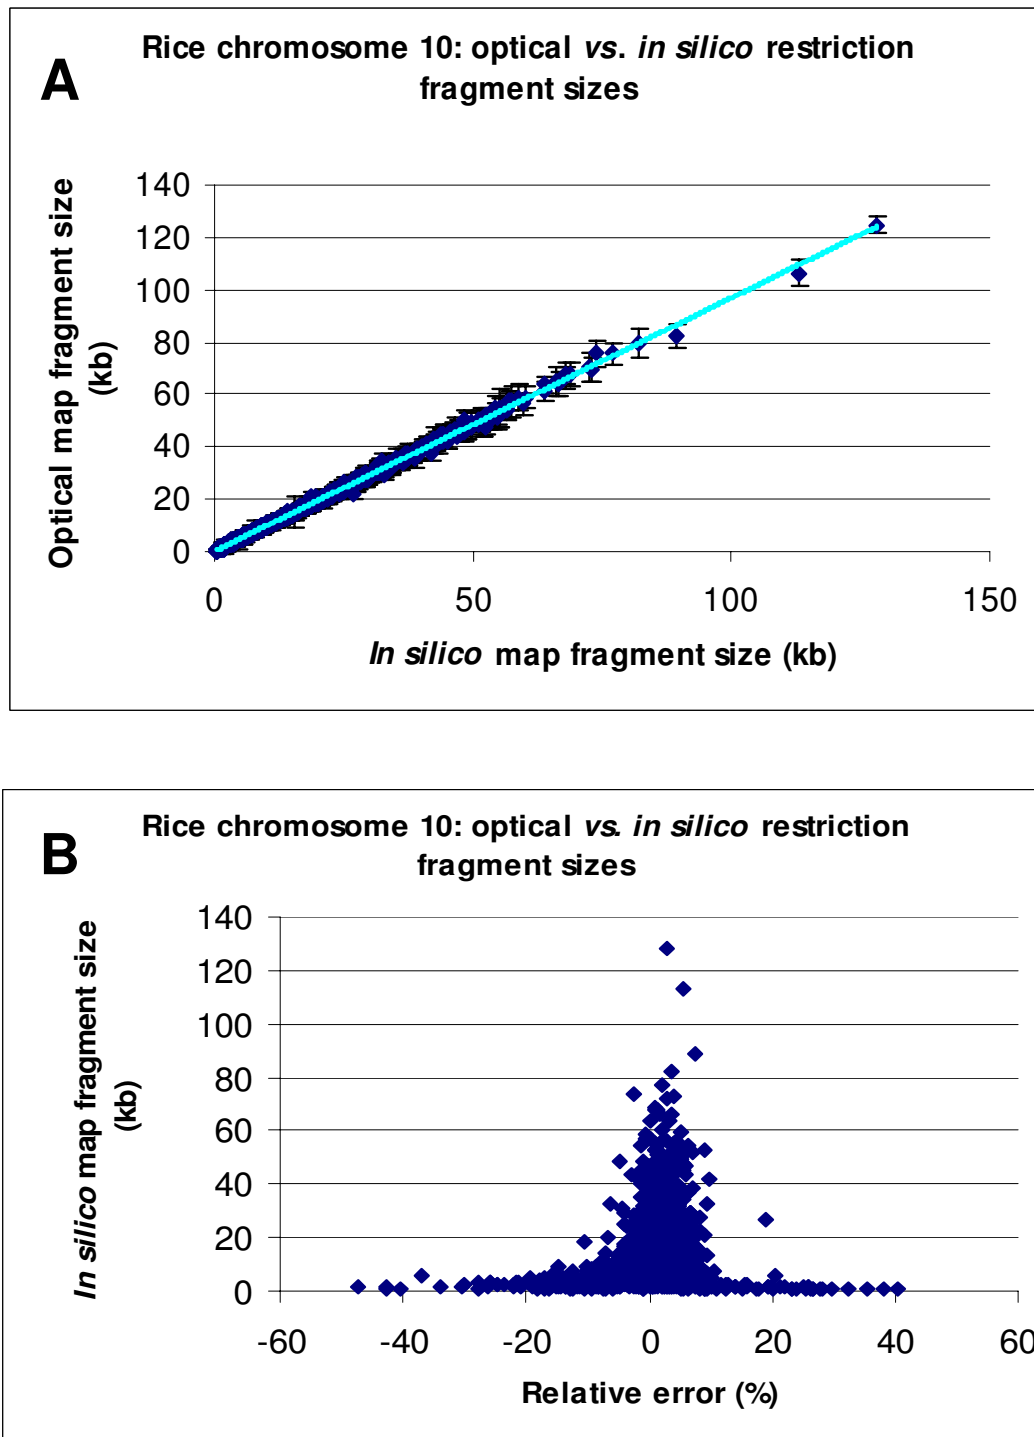 A
Rice chromosome 10: optical vs. in silico restriction
fragment sizes
Optical map fragment size
(kb)
140
120
100
80
60
40
20
0
0 50 100 150
In silico map fragment size (kb)
B
Rice chromosome 10: optical vs. in silico restriction
fragment sizes
In silico map fragment size
(kb)
140
120
100
80
60
40
20
0
-60 -40 -20 0 20 40 60
Relative error (%)